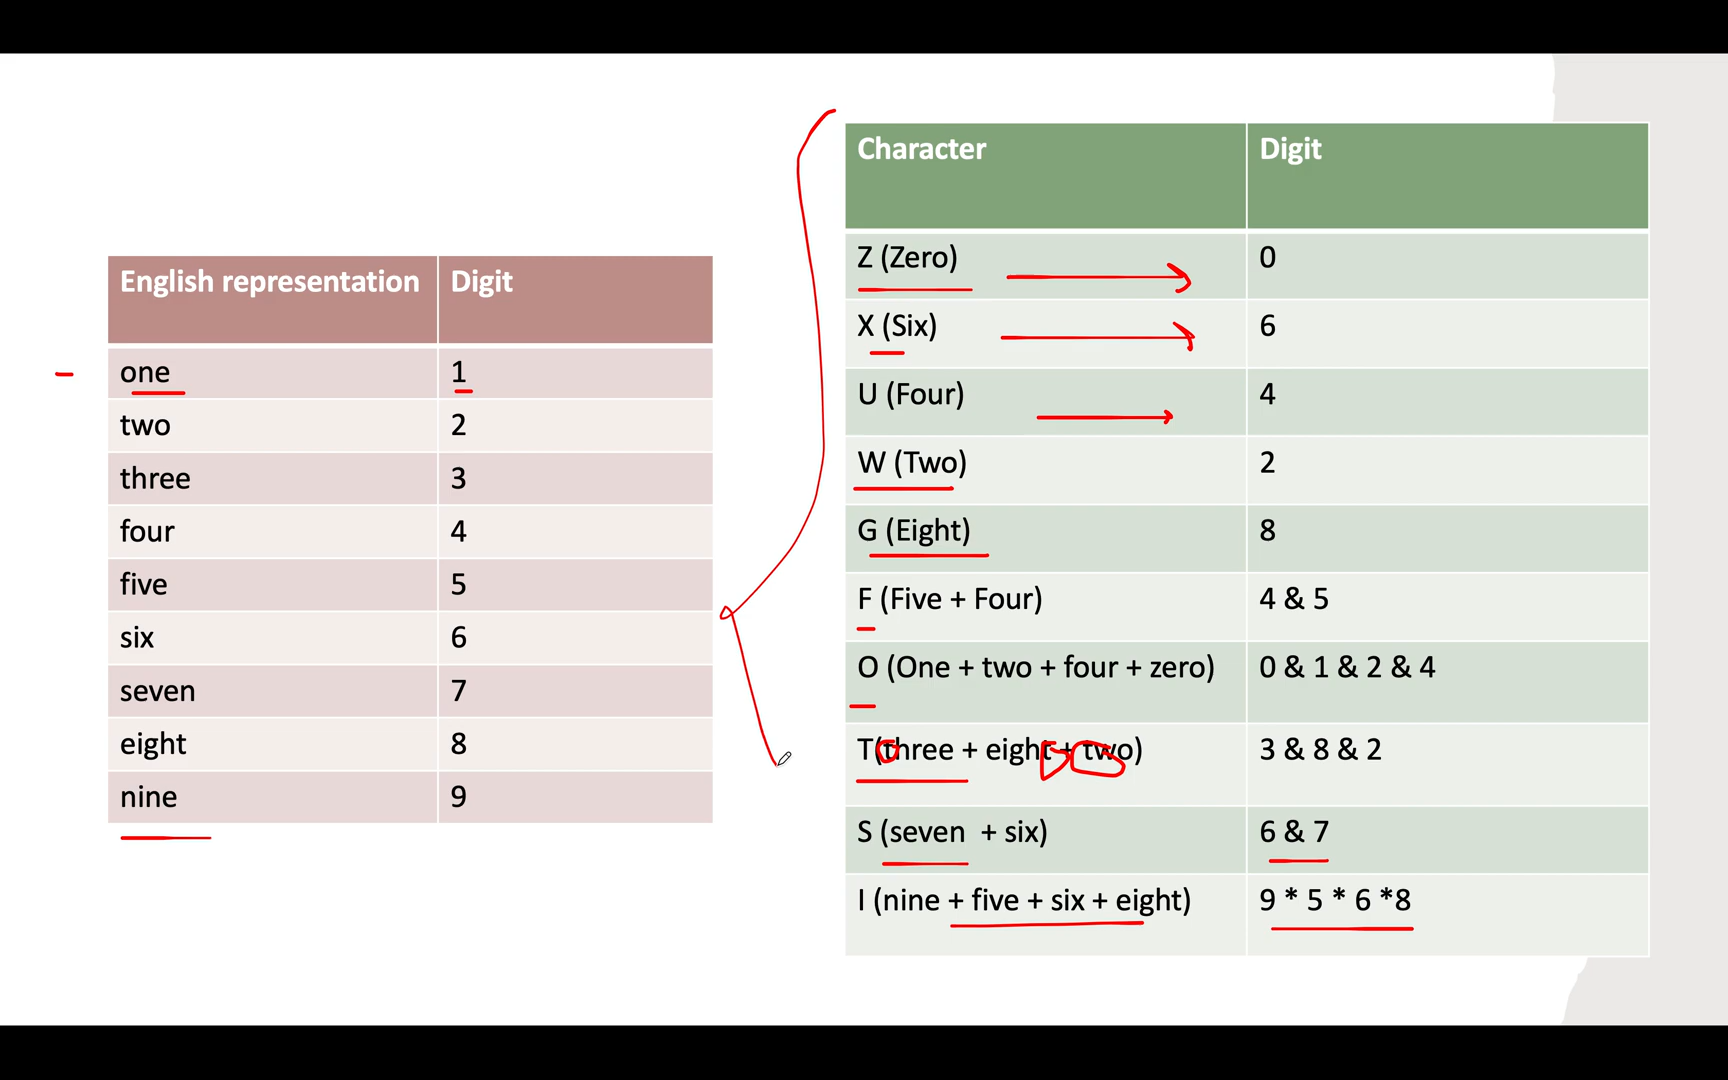 English representation Digit
one 1
two 2
three 3
four 4
five 5
six 6
seven 7
eight 8
nine 9
Character Digit
Z (Zero) 0
X (Six) 6
U (Four) 4
W (Two) 2
G (Eight) 8
F (Five + Four) 4 & 5
O (One + two + four + zero) 0 & 1 & 2 & 4
T(three + eight + two) 3 & 8 & 2
S (seven + six) 6 & 7
I (nine + five + six + eight) 9 * 5 * 6 *8